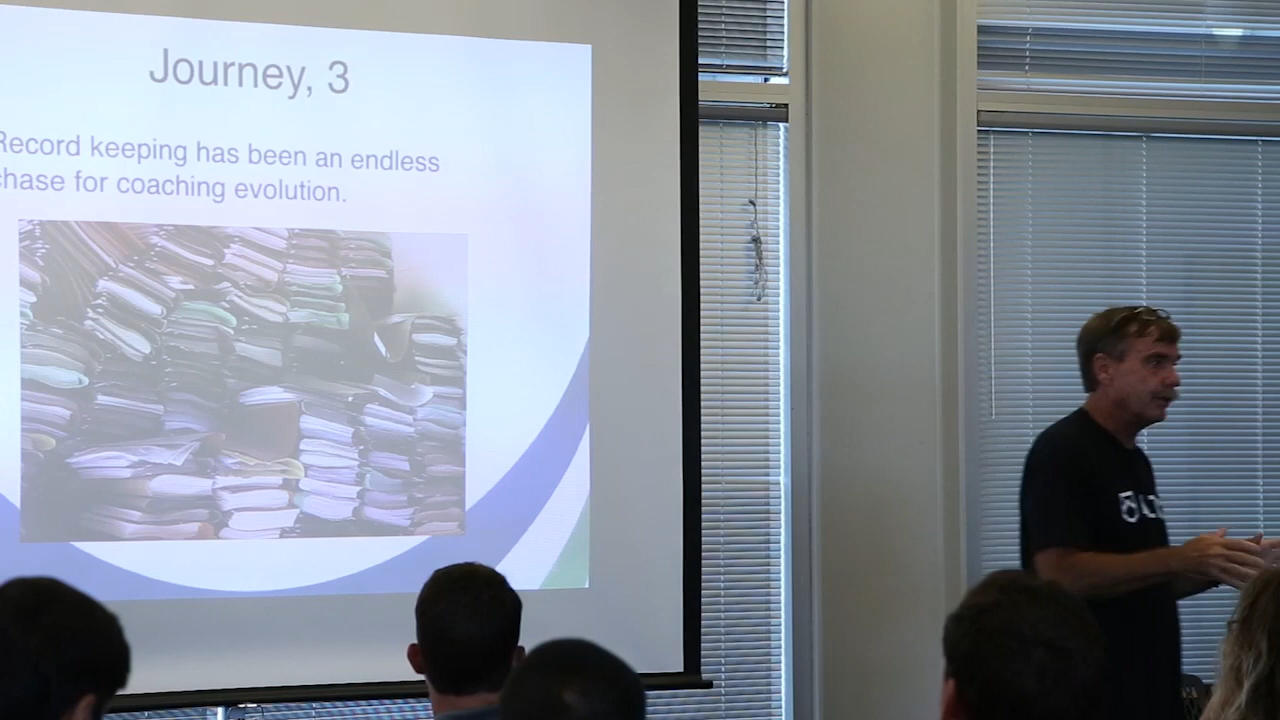 Journey, 3
Record keeping has been an endless
chase for coaching evolution.